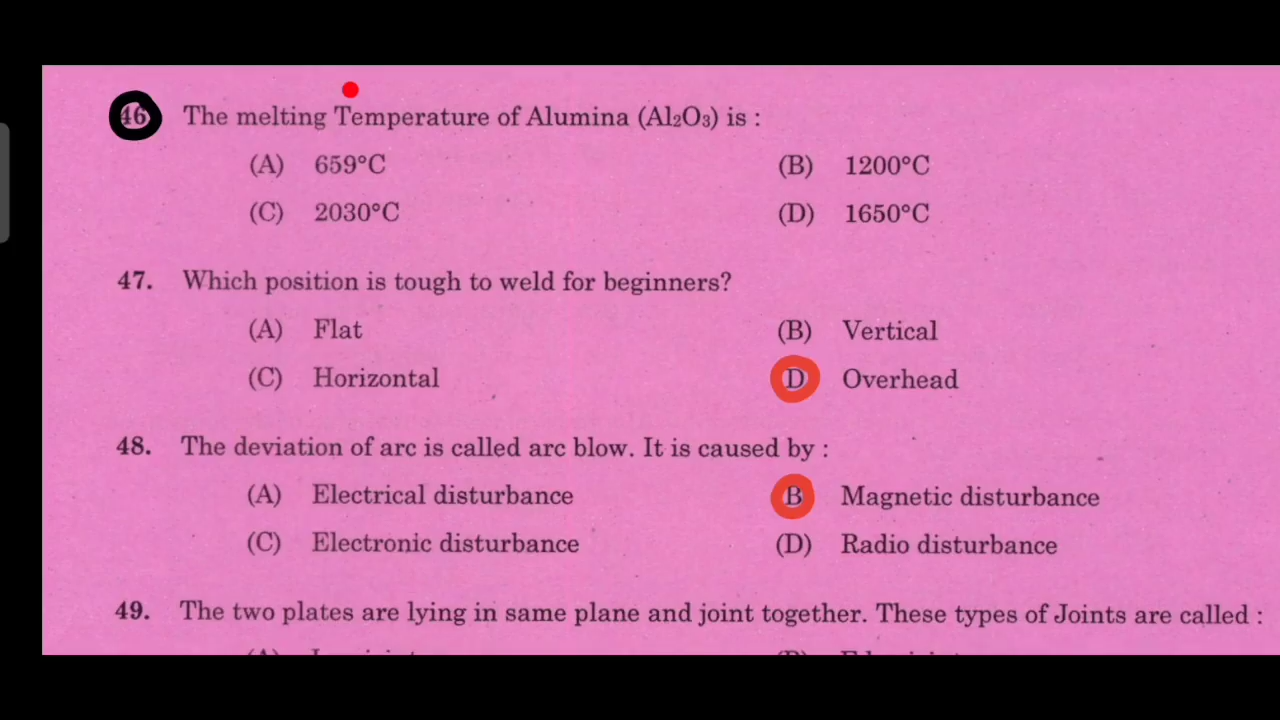 46. The melting Temperature of Alumina (Al₂O₃) is :
(A) 659°C (B) 1200°C
(C) 2030°C (D) 1650°C
47. Which position is tough to weld for beginners?
(A) Flat (B) Vertical
(C) Horizontal (D) Overhead
48. The deviation of arc is called arc blow. It is caused by :
(A) Electrical disturbance (B) Magnetic disturbance
(C) Electronic disturbance (D) Radio disturbance
49. The two plates are lying in same plane and joint together. These types of Joints are called :